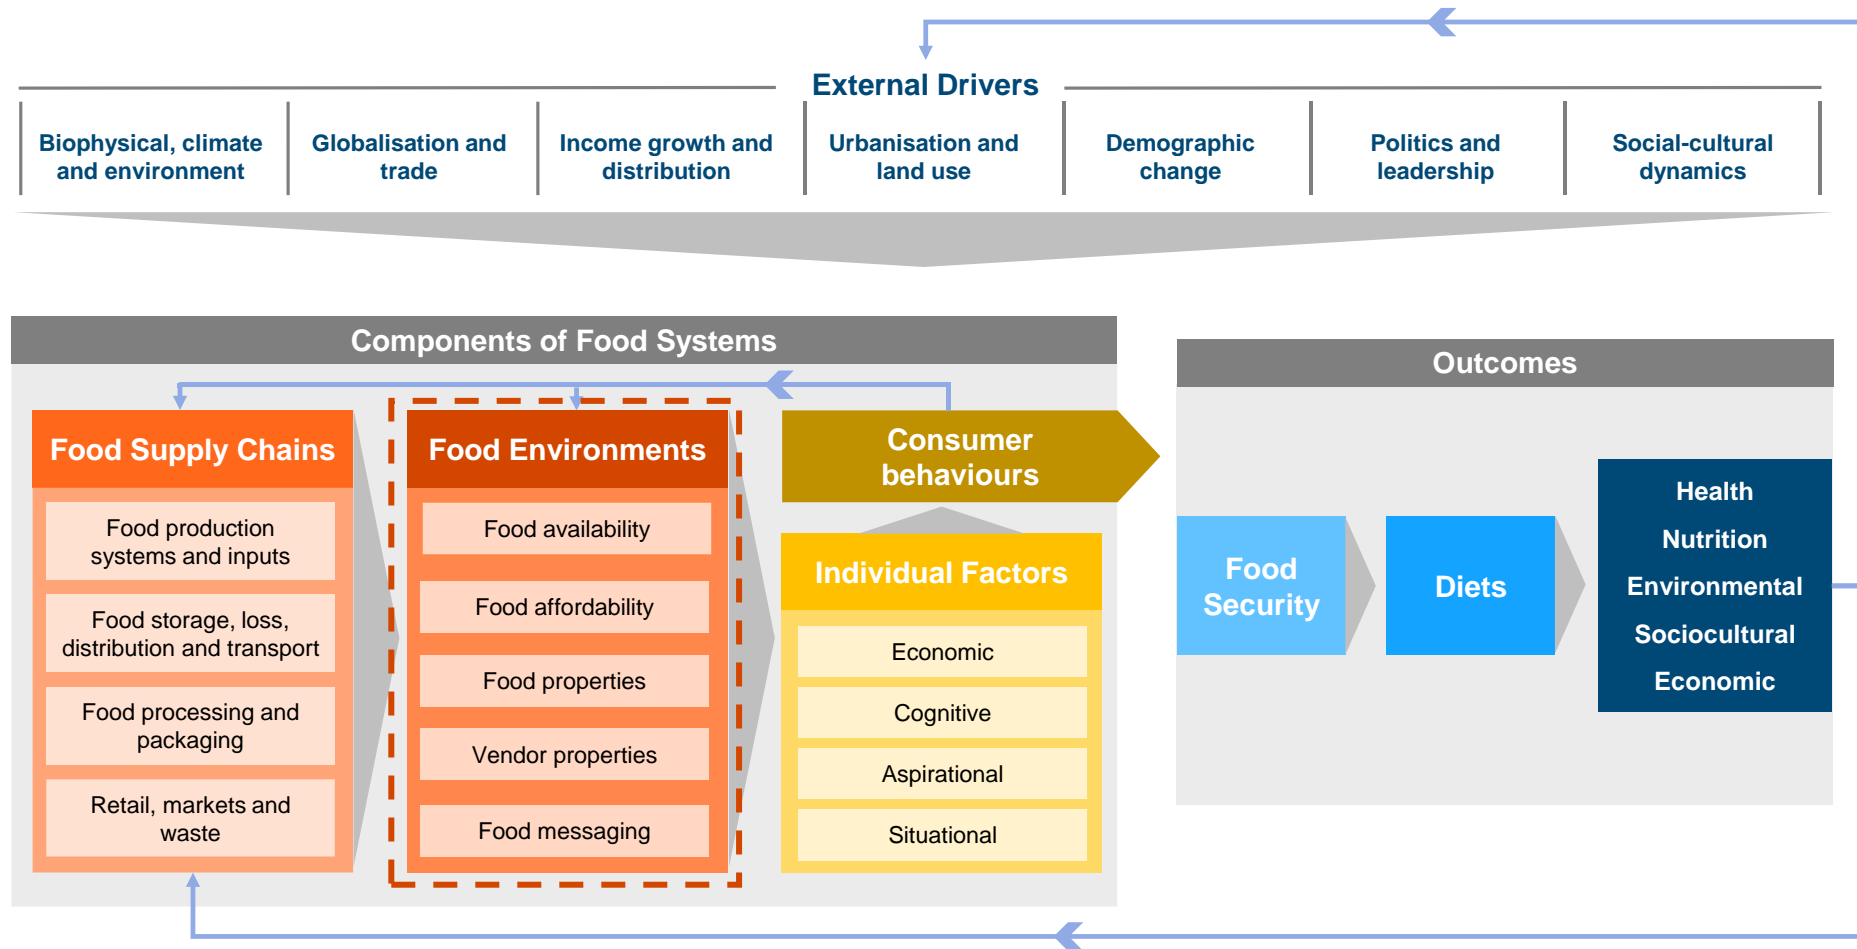 External Drivers
Biophysical, climate
and environment
Globalisation and
trade
Income growth and
distribution
Urbanisation and
land use
Demographic
change
Politics and
leadership
Social-cultural
dynamics
Components of Food Systems
Food Supply Chains
Food production
systems and inputs
Food storage, loss,
distribution and transport
Food processing and
packaging
Retail, markets and
waste
Food Environments
Food availability
Food affordability
Food properties
Vendor properties
Food messaging
Consumer
behaviours
Individual Factors
Economic
Cognitive
Aspirational
Situational
Outcomes
Food
Security
Diets
Health
Nutrition
Environmental
Sociocultural
Economic